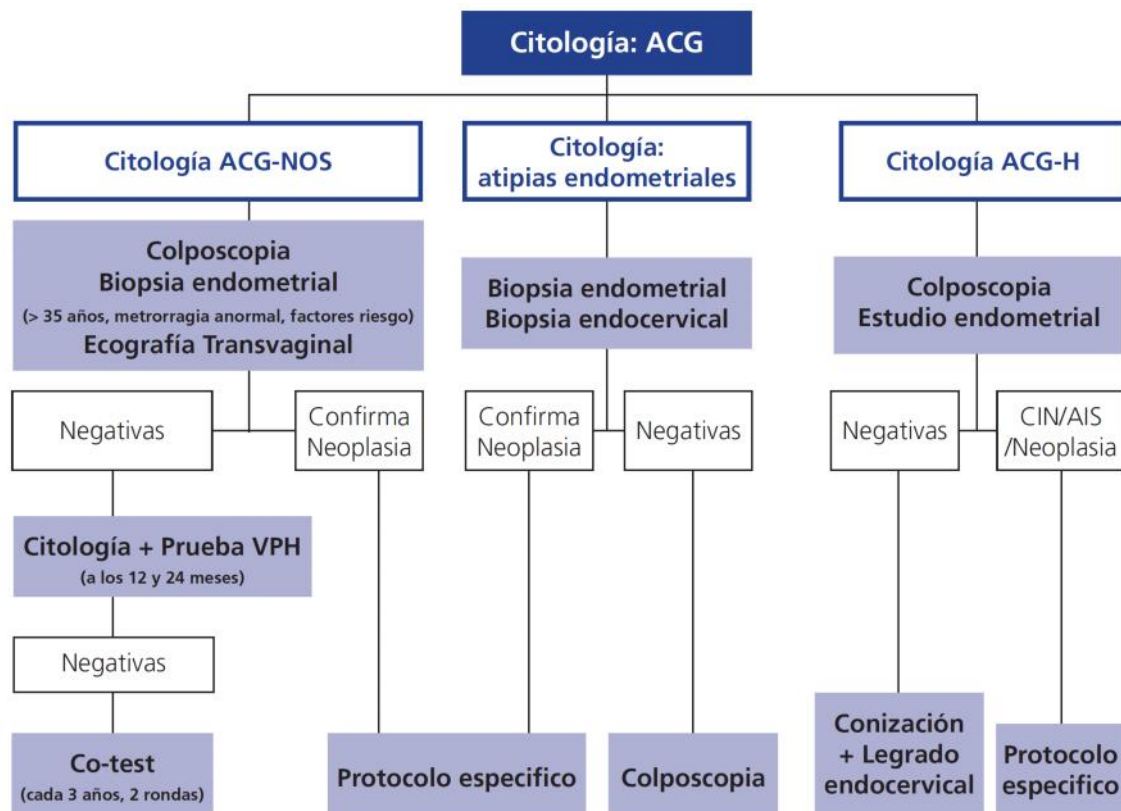 Citología: ACG
Citología ACG-NOS
Citología:
atipias endometriales
Citología ACG-H
Colposcopia
Biopsia endometrial
(> 35 años, metrorragia anormal, factores riesgo)
Ecografía Transvaginal
Biopsia endometrial
Biopsia endocervical
Colposcopia
Estudio endometrial
Negativas
Confirma
Neoplasia
Confirma
Neoplasia
Negativas
Negativas
CIN/AIS
/Neoplasia
Citología + Prueba VPH
(a los 12 y 24 meses)
Negativas
Co-test
(cada 3 años, 2 rondas)
Protocolo especifico
Colposcopia
Conización
+ Legrado
endocervical
Protocolo
especifico